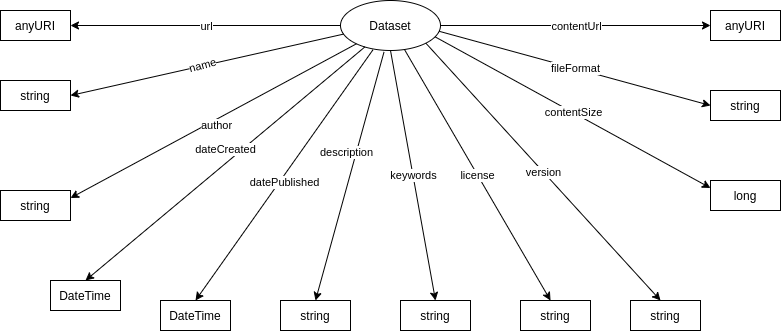 anyURI
url
Dataset
contentUrl
anyURI
name
fileFormat
string
string
contentSize
author
dateCreated
description
datePublished
keywords
license
version
string
long
DateTime
DateTime
string
string
string
string